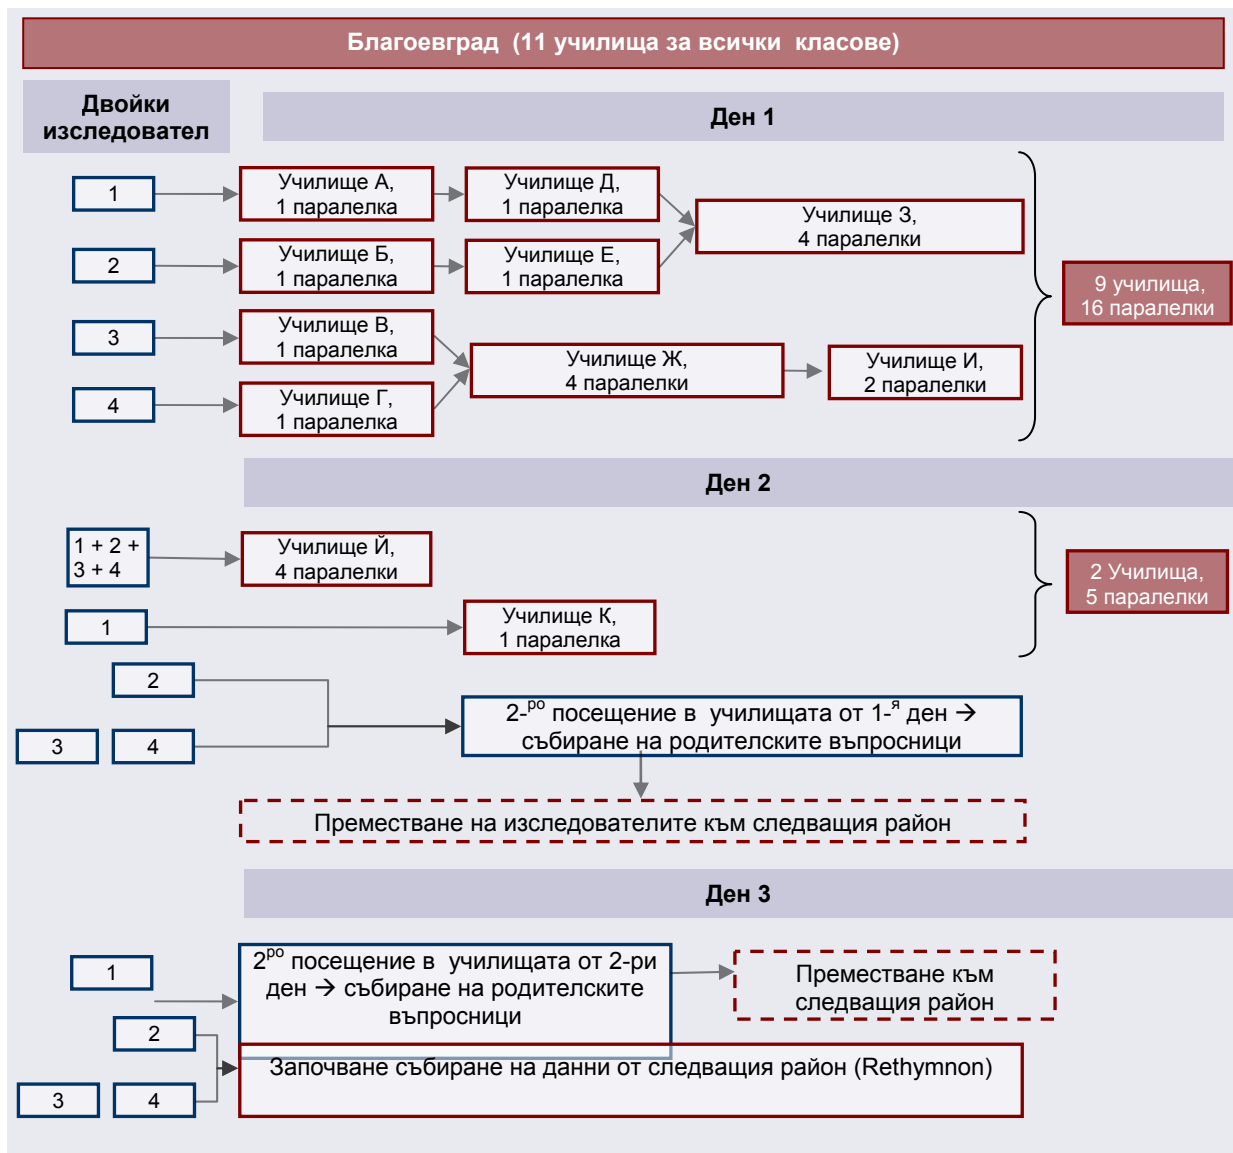 Благоевград (11 училища за всички класове)
Двойки
изследовател
Ден 1
1
Училище А,
1 паралелка
Училище Д,
1 паралелка
Училище З,
4 паралелки
2
Училище Б,
1 паралелка
Училище Е,
1 паралелка
9 училища,
16 паралелки
3
Училище В,
1 паралелка
Училище Ж,
4 паралелки
Училище И,
2 паралелки
4
Училище Г,
1 паралелка
Ден 2
1 + 2 +
3 + 4
Училище Й,
4 паралелки
2 Училища,
5 паралелки
1
Училище К,
1 паралелка
2
3
4
2-ро посещение в училищата от 1-я ден →
събиране на родителските въпросници
Преместване на изследователите към следващия район
Ден 3
1
2ро посещение в училищата от 2-ри
ден → събиране на родителските
въпросници
Преместване към
следващия район
2
3
4
Започване събиране на данни от следващия район (Rethymnon)